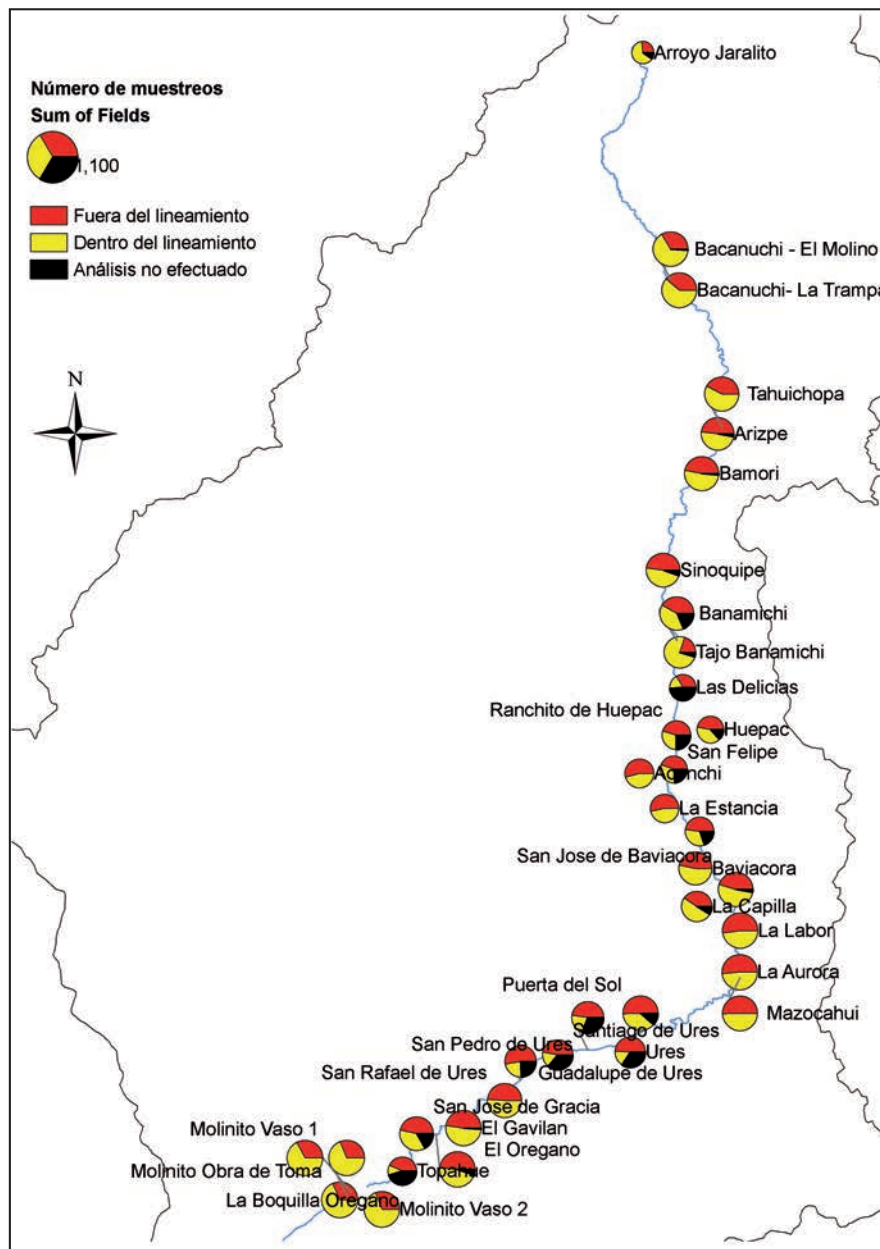 Número de muestreos
Sum of Fields
1,100
Fuera del lineamiento
Dentro del lineamiento
Análisis no efectuado
N
Arroyo Jaralito
Bacanuchi - El Molino
Bacanuchi- La Trampa
Tahuichopa
Arizpe
Bamori
Sinoquipe
Banamichi
Tajo Banamichi
Las Delicias
Ranchito de Huepac
Huepac
San Felipe
Aconchi
La Estancia
San Jose de Baviacora
Baviacora
La Capilla
La Labor
La Aurora
Mazocahui
Puerta del Sol
Santiago de Ures
San Pedro de Ures
Ures
San Rafael de Ures
Guadalupe de Ures
San Jose de Gracia
El Gavilan
Molinito Vaso 1
El Oregano
Molinito Obra de Toma
Topahue
La Boquilla Oregano
Molinito Vaso 2